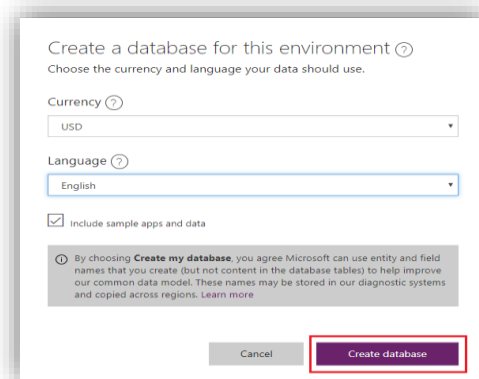 Create a database for this environment ?
Choose the currency and language your data should use.
Currency ?
USD
Language ?
English
Include sample apps and data
By choosing Create my database, you agree Microsoft can use entity and field
names that you create (but not content in the database tables) to help improve
our common data model. These names may be stored in our diagnostic systems
and copied across regions. Learn more
Cancel Create database